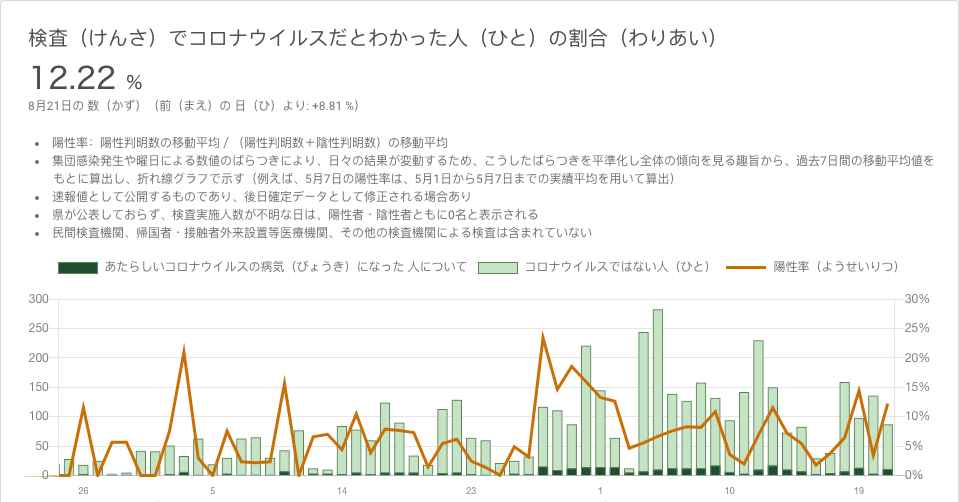 検査（けんさ）でコロナウイルスだとわかった人（ひと）の割合（わりあい）
12.22 %
8月21日の 数（かず）（前（まえ）の 日（ひ）より: +8.81 %）
• 陽性率：陽性判明数の移動平均 / （陽性判明数＋陰性判明数）の移動平均
• 集団感染発生や曜日による数値のばらつきにより、日々の結果が変動するため、こうしたばらつきを平準化し全体の傾向を見る趣旨から、過去7日間の移動平均値を
もとに算出し、折れ線グラフで示す（例えば、5月7日の陽性率は、5月1日から5月7日までの実績平均を用いて算出）
• 速報値として公開するものであり、後日確定データとして修正される場合あり
• 県が公表しておらず、検査実施人数が不明な日は、陽性者・陰性者ともに0名と表示される
• 民間検査機関、帰国者・接触者外来設置等医療機関、その他の検査機関による検査は含まれていない
あたらしいコロナウイルスの病気（びょうき）になった 人について コロナウイルスではない人（ひと） 陽性率（ようせいりつ）
300 30%
250 25%
200 20%
150 15%
100 10%
50 5%
0 0%
26 5 14 23 1 10 19